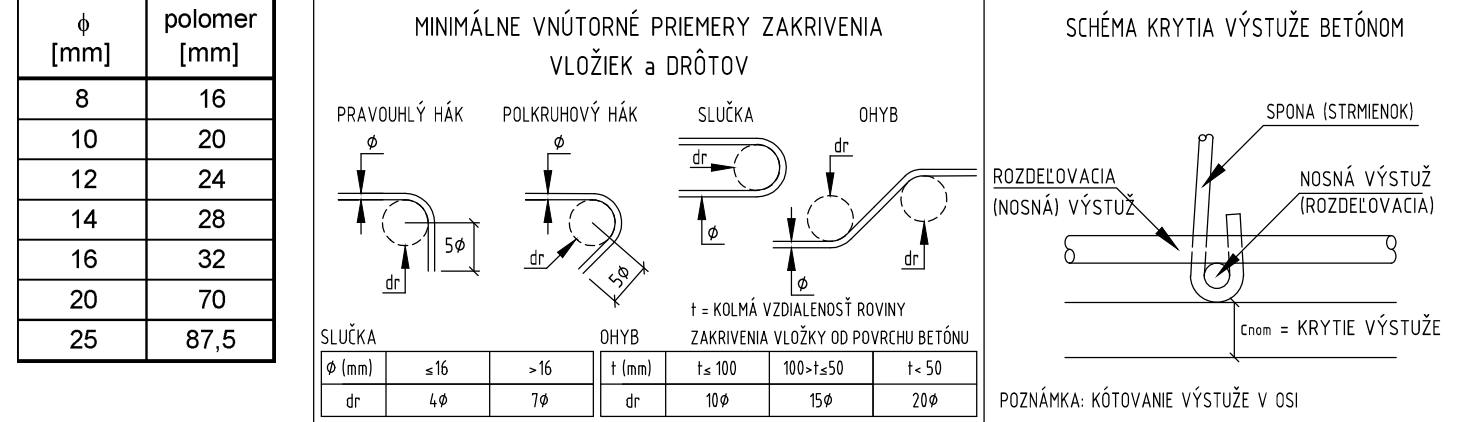 ϕ polomer
[mm] [mm]
8 16
10 20
12 24
14 28
16 32
20 70
25 87,5
MINIMÁLNE VNÚTORNÉ PRIEMERY ZAKRIVENIA
VLOŽIEK a DRÔTOV
PRAVOUHLÝ HÁK
ϕ
5ϕ
dr
POLKRUHOVÝ HÁK
ϕ
dr
5ϕ
SLUČKA
dr
ϕ
OHYB
dr
dr
ϕ
t = KOLMÁ VZDIALENOSŤ ROVINY
ZAKRIVENIA VLOŽKY OD POVRCHU BETÓNU
SLUČKA
ϕ (mm) ≤16 >16
dr 4ϕ 7ϕ
OHYB
t (mm) t≤ 100 100>t≤50 t< 50
dr 10ϕ 15ϕ 20ϕ
SCHÉMA KRYTIA VÝSTUŽE BETÓNOM
SPONA (STRMIENOK)
ROZDEĽOVACIA
(NOSNÁ) VÝSTUŽ
NOSNÁ VÝSTUŽ
(ROZDEĽOVACIA)
Cnom = KRYTIE VÝSTUŽE
POZNÁMKA: KÓTOVANIE VÝSTUŽE V OSI